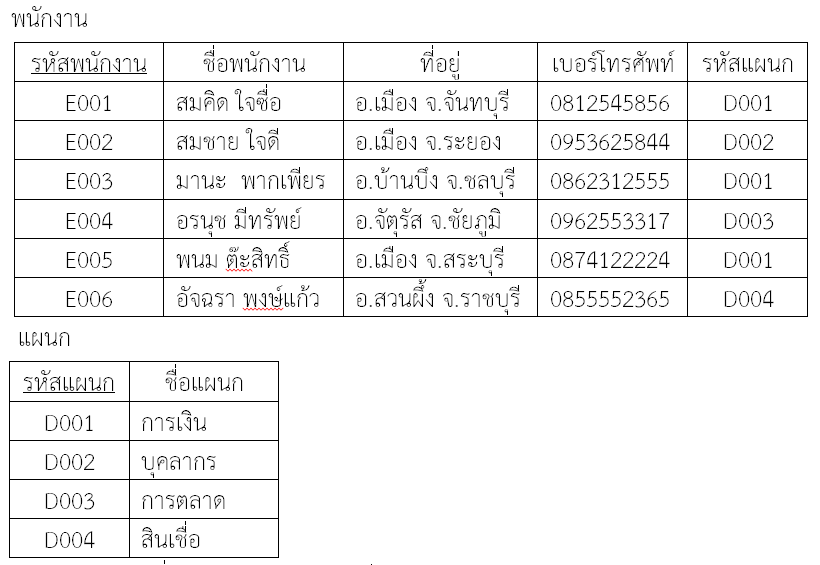 พนักงาน
รหัสพนักงาน ชื่อพนักงาน ที่อยู่ เบอร์โทรศัพท์ รหัสแผนก
E001 สมคิด ใจซื่อ อ.เมือง จ.จันทบุรี 0812545856 D001
E002 สมชาย ใจดี อ.เมือง จ.ระยอง 0953625844 D002
E003 มานะ พากเพียร อ.บ้านบึง จ.ชลบุรี 0862312555 D001
E004 อรนุช มีทรัพย์ อ.จัตุรัส จ.ชัยภูมิ 0962553317 D003
E005 พนม ต๊ะสิทธิ์ อ.เมือง จ.สระบุรี 0874122224 D001
E006 อัจฉรา พงษ์แก้ว อ.สวนผึ้ง จ.ราชบุรี 0855552365 D004
แผนก
รหัสแผนก ชื่อแผนก
D001 การเงิน
D002 บุคลากร
D003 การตลาด
D004 สินเชื่อ